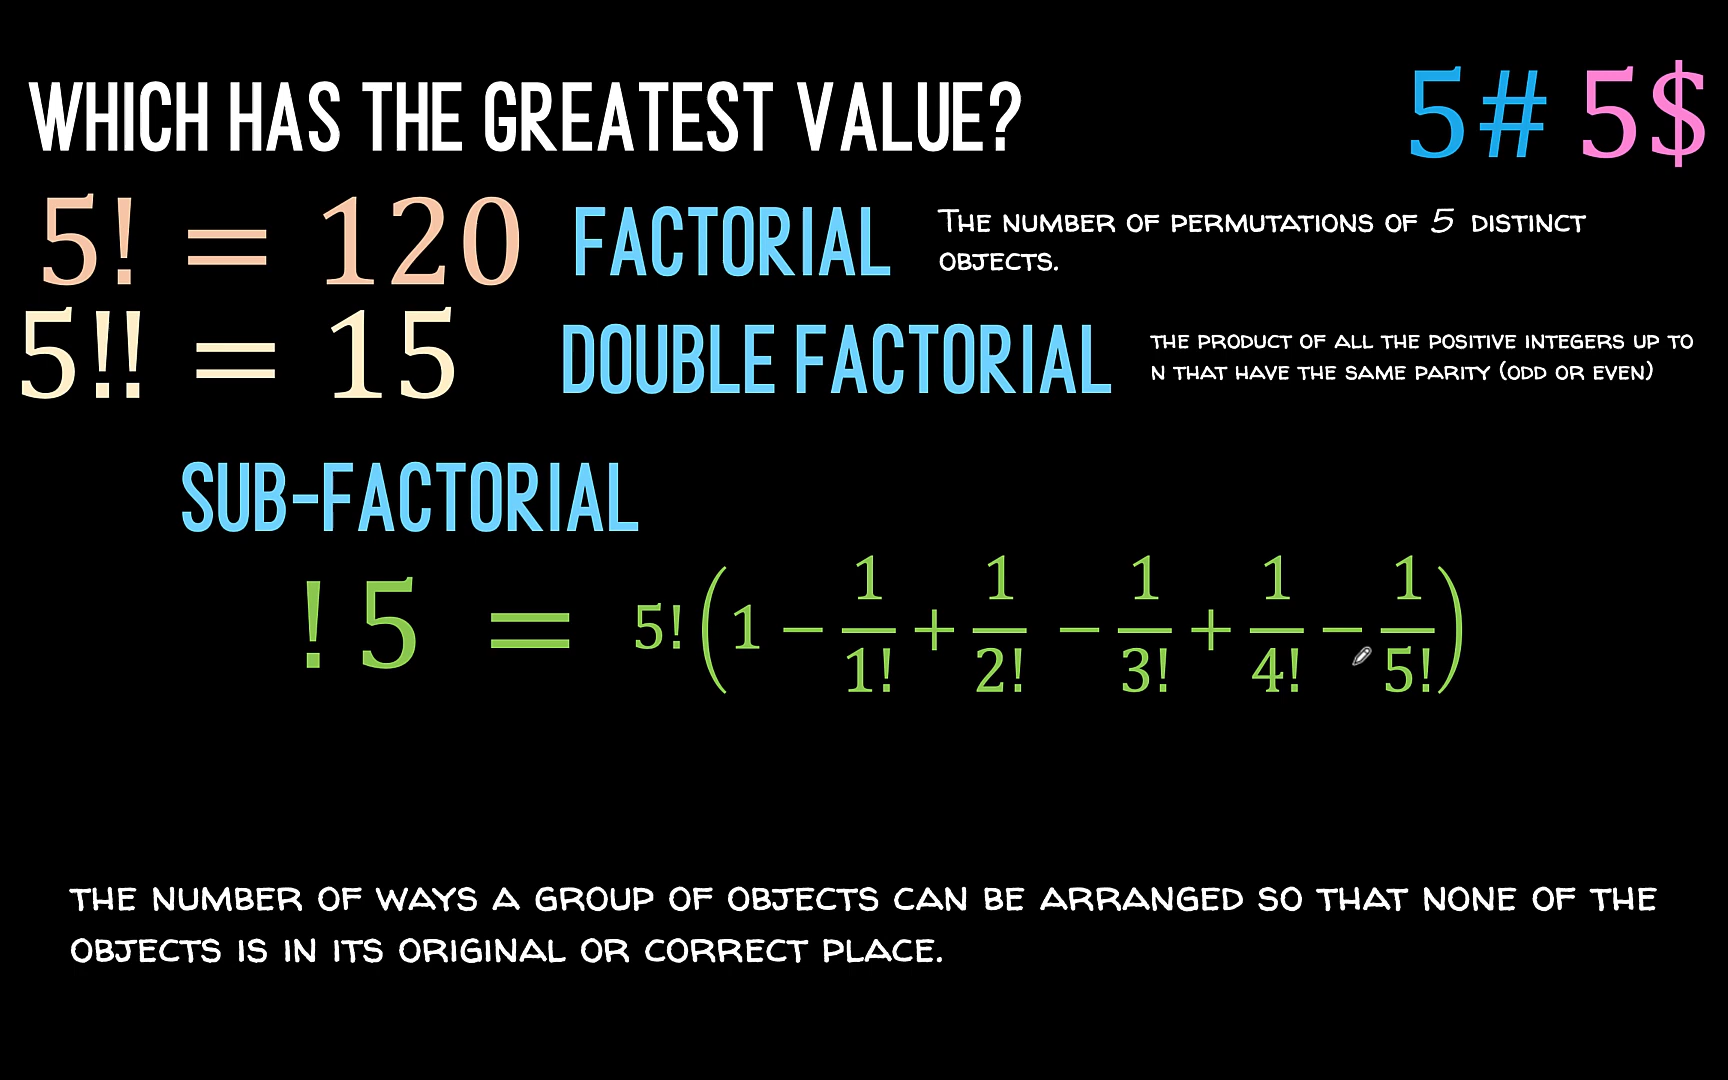 WHICH HAS THE GREATEST VALUE?
5# 5$
5! = 120
FACTORIAL
THE NUMBER OF PERMUTATIONS OF 5 DISTINCT
OBJECTS.
5!! = 15
DOUBLE FACTORIAL
THE PRODUCT OF ALL THE POSITIVE INTEGERS UP TO
N THAT HAVE THE SAME PARITY (ODD OR EVEN)
SUB-FACTORIAL
!5 = 5!(1 − 1/1! + 1/2! − 1/3! + 1/4! − 1/5!)
THE NUMBER OF WAYS A GROUP OF OBJECTS CAN BE ARRANGED SO THAT NONE OF THE
OBJECTS IS IN ITS ORIGINAL OR CORRECT PLACE.